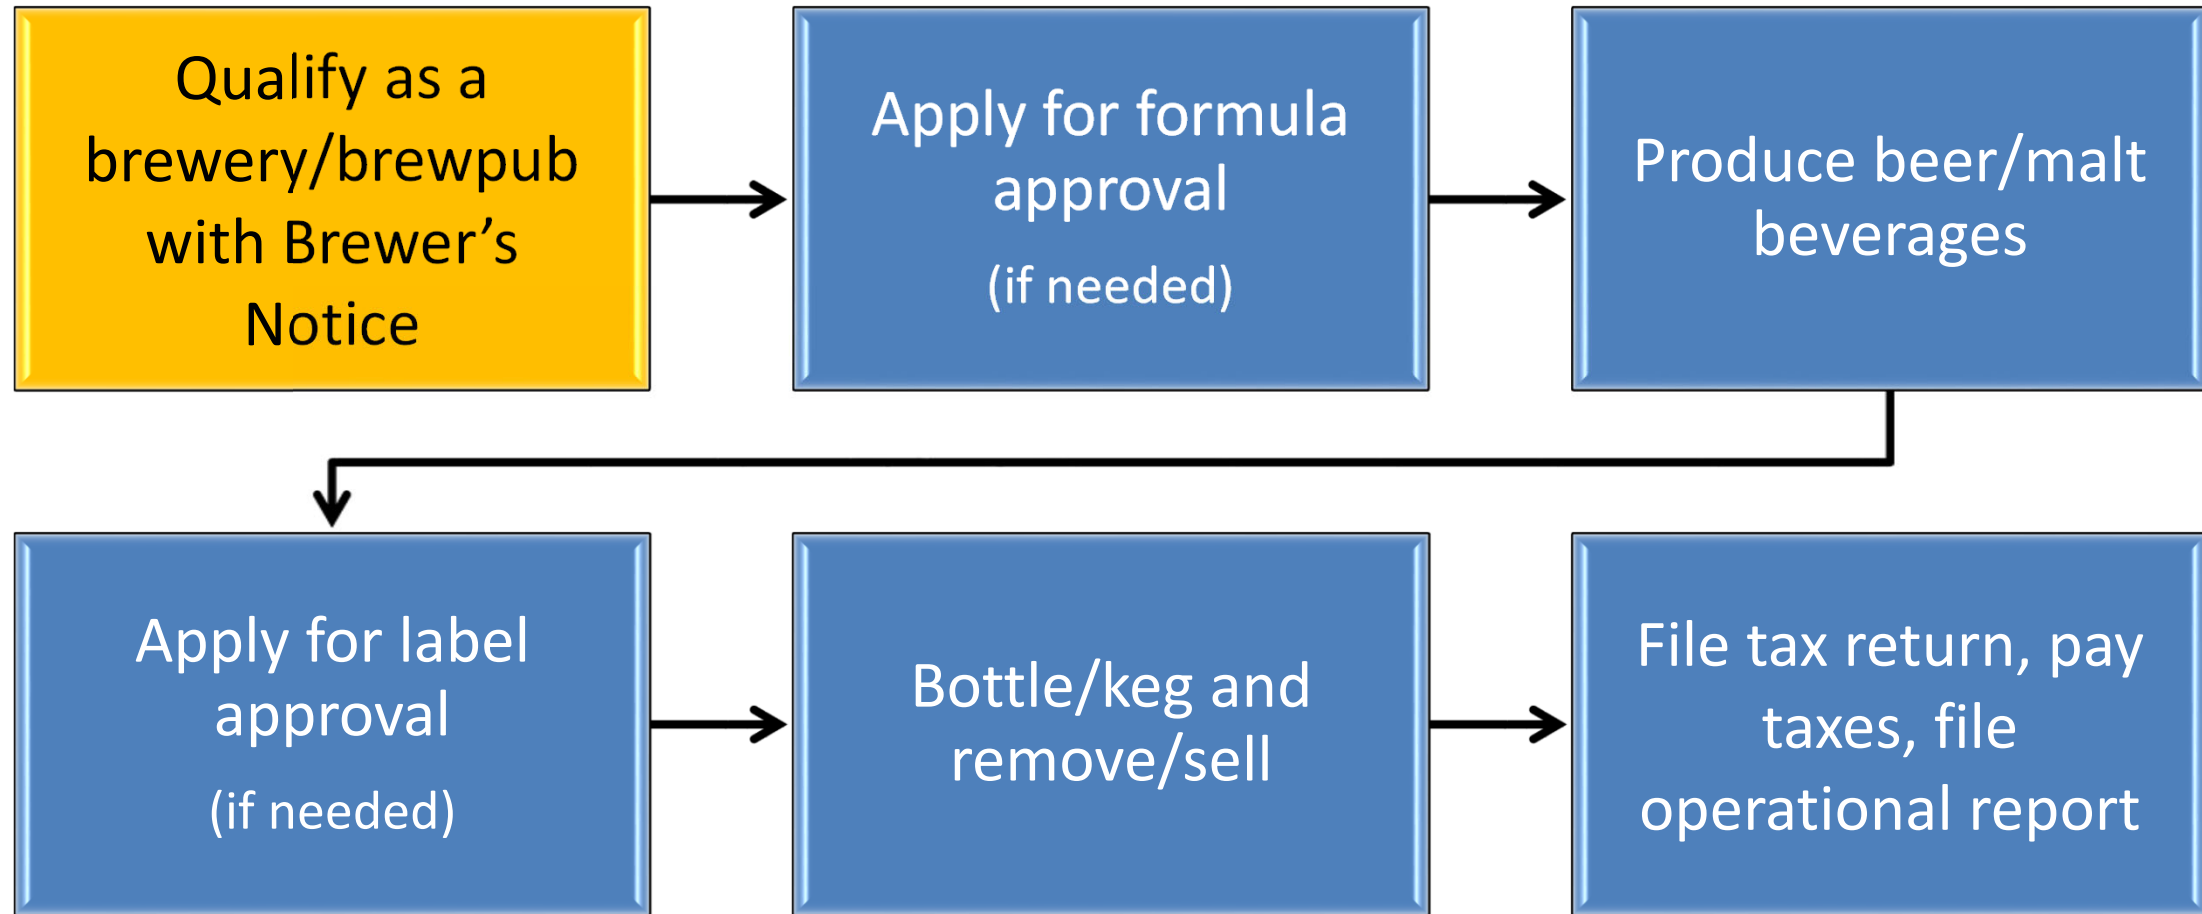 Qualify as a
brewery/brewpub
with Brewer’s
Notice
Apply for formula
approval
(if needed)
Produce beer/malt
beverages
Apply for label
approval
(if needed)
Bottle/keg and
remove/sell
File tax return, pay
taxes, file
operational report